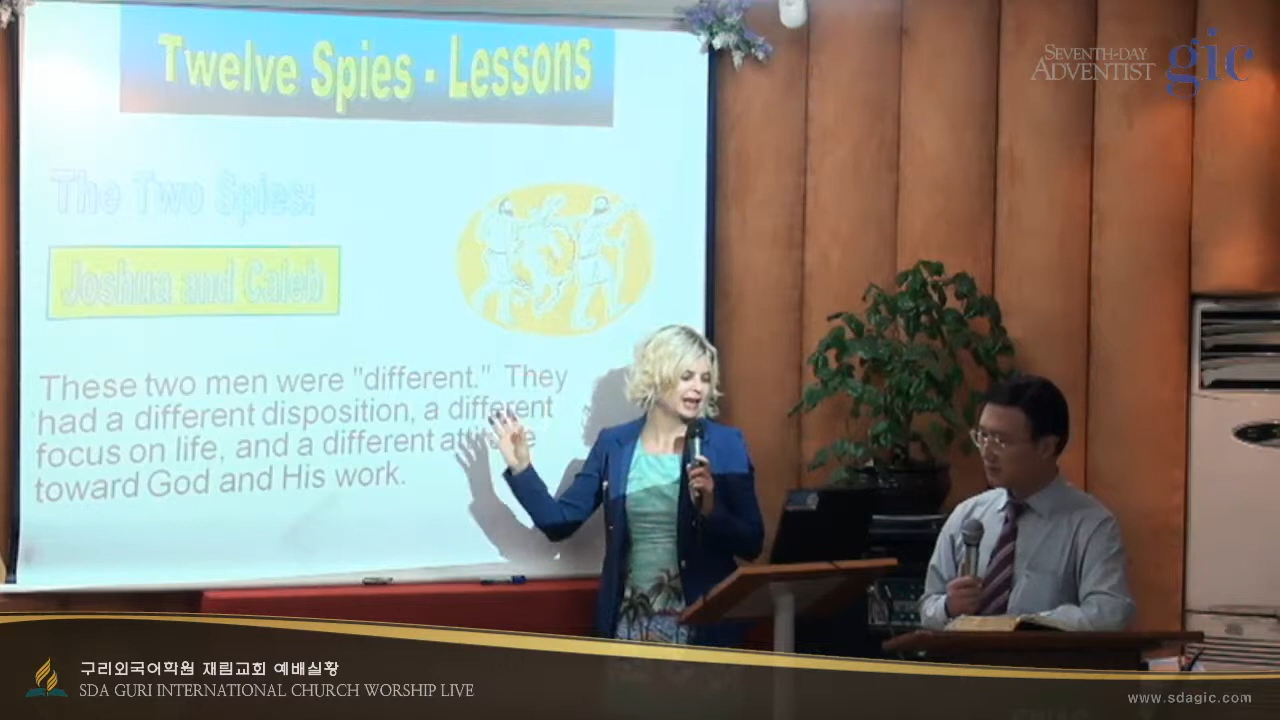 Twelve Spies - Lessons
SEVENTH-DAY
ADVENTIST gic
The Two Spies:
Joshua and Caleb
These two men were "different." They
had a different disposition, a different
focus on life, and a different
toward God and His work.
구리외국어학원 재림교회 예배실황
SDA GURI INTERNATIONAL CHURCH WORSHIP LIVE
www.sdagic.com